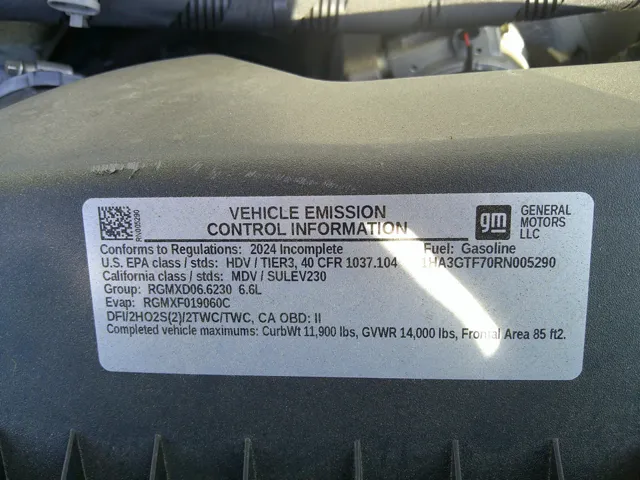 RN005290
VEHICLE EMISSION
CONTROL INFORMATION
gm
GENERAL
MOTORS
LLC
Conforms to Regulations: 2024 Incomplete Fuel: Gasoline
U.S. EPA class / stds: HDV / TIER3, 40 CFR 1037.104 1HA3GTF70RN005290
California class / stds: MDV / SULEV230
Group: RGMXD06.6230 6.6L
Evap: RGMXF019060C
DFI/2HO2S(2)/2TWC/TWC, CA OBD: II
Completed vehicle maximums: CurbWt 11,900 lbs, GVWR 14,000 lbs, Frontal Area 85 ft2.